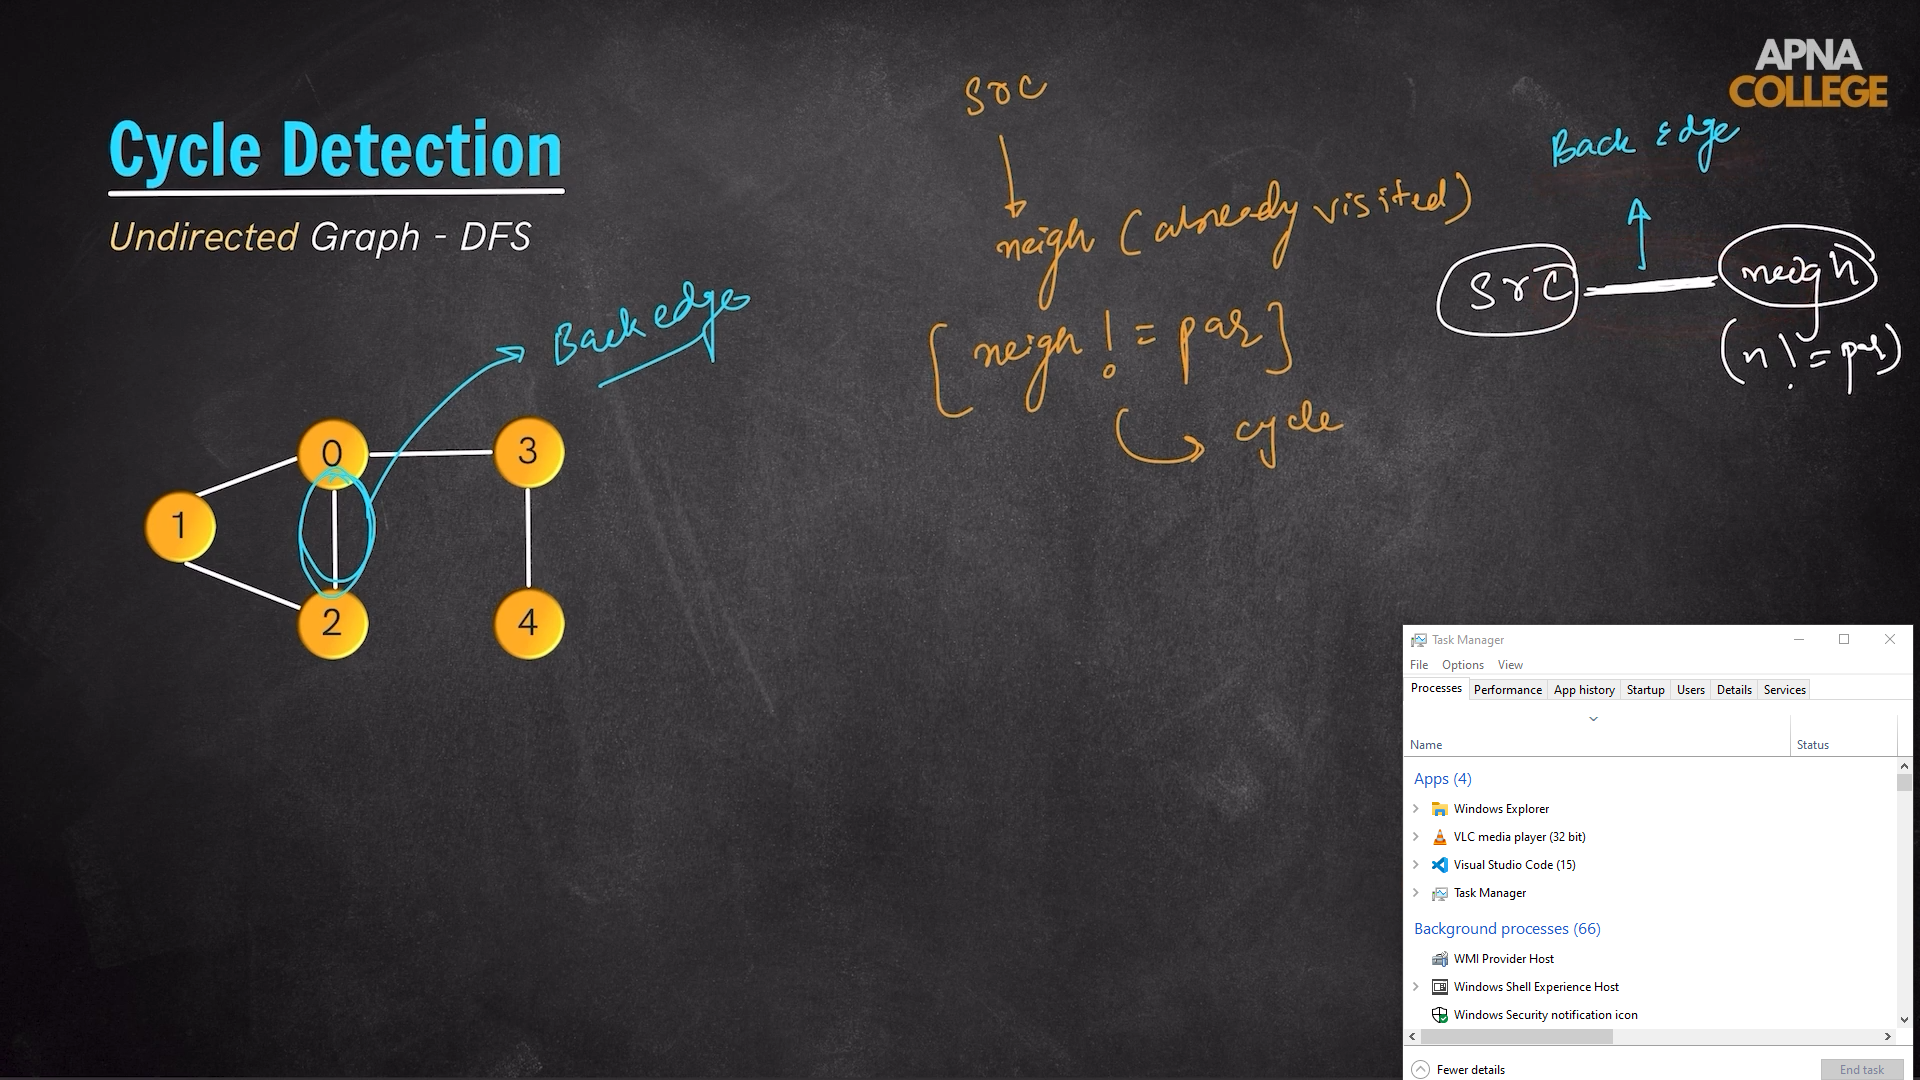 APNA
COLLEGE
Cycle Detection
Undirected Graph - DFS
src
neigh (already visited)
[neigh != par]
cycle
Back edge
Back Edge
src
neigh
(n != par)
0
3
1
2
4
Task Manager
File Options View
Processes Performance App history Startup Users Details Services
Name Status
Apps (4)
Windows Explorer
VLC media player (32 bit)
Visual Studio Code (15)
Task Manager
Background processes (66)
WMI Provider Host
Windows Shell Experience Host
Windows Security notification icon
Fewer details End task